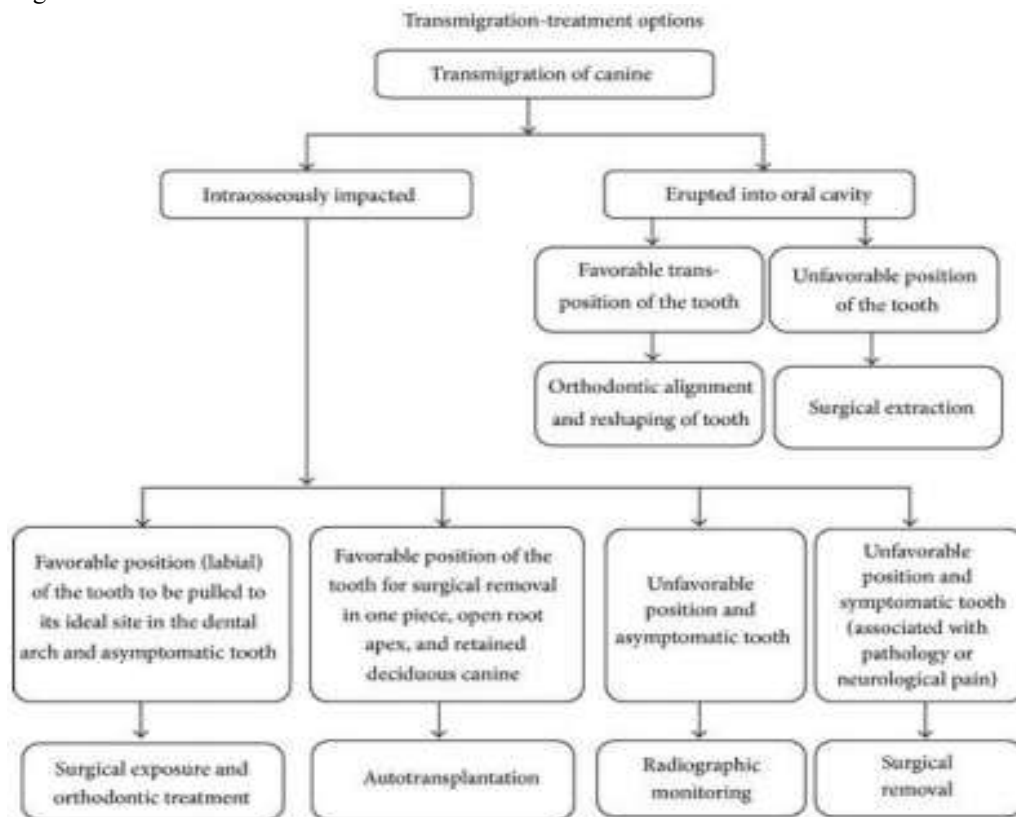 Transmigration-treatment options
Transmigration of canine
Intraosseously impacted
Erupted into oral cavity
Favorable trans-
position of the tooth
Unfavorable position
of the tooth
Orthodontic alignment
and reshaping of tooth
Surgical extraction
Favorable position (labial)
of the tooth to be pulled to
its ideal site in the dental
arch and asymptomatic tooth
Favorable position of the
tooth for surgical removal
in one piece, open root
apex, and retained
deciduous canine
Unfavorable
position and
asymptomatic tooth
Unfavorable
position and
symptomatic tooth
(associated with
pathology or
neurological pain)
Surgical exposure and
orthodontic treatment
Autotransplantation
Radiographic
monitoring
Surgical
removal